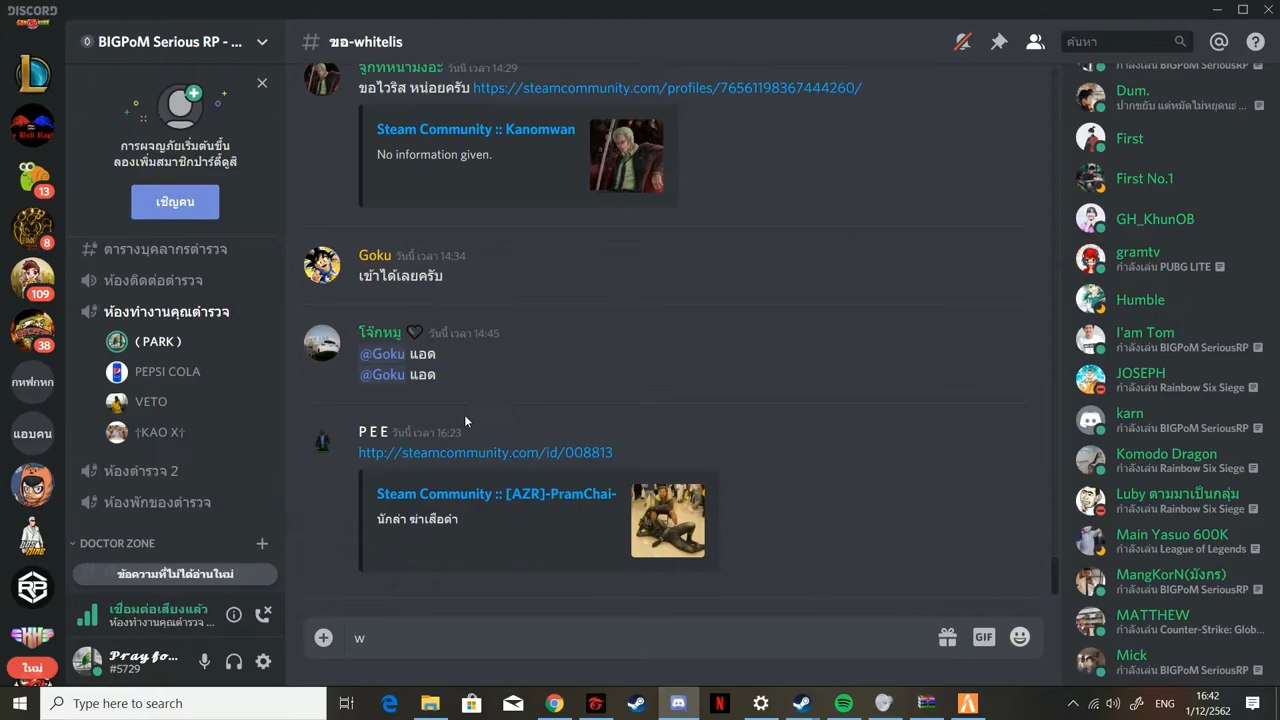 DISCORD
BIGPoM Serious RP - ...
ขอ-whitelis
ค้นหา
การผจญภัยเริ่มต้นขึ้น
ลองเพิ่มสมาชิกปาร์ตี้ดูสิ
เชิญคน
ตารางบุคลากรตำรวจ
ห้องติดต่อตำรวจ
ห้องทำงานคุณตำรวจ
( PARK )
PEPSI COLA
VETO
†KAO X†
ห้องตำรวจ 2
ห้องพักของตำรวจ
DOCTOR ZONE
ข้อความที่ไม่ได้อ่านใหม่
เชื่อมต่อเสียงแล้ว
ห้องทำงานคุณตำรวจ ...
𝓟𝓻𝓪𝔂 𝓯𝓸...
#5729
13
8
109
38
กหฟกหก
แอบคน
RP
ใหม่
วันนี้ เวลา 14:29
ขอไวริส หน่อยครับ https://steamcommunity.com/profiles/76561198367444260/
Steam Community :: Kanomwan
No information given.
Goku วันนี้ เวลา 14:34
เข้าได้เลยครับ
โจ๊กหมู 🖤 วันนี้ เวลา 14:45
@Goku แอด
@Goku แอด
P E E วันนี้ เวลา 16:23
http://steamcommunity.com/id/008813
Steam Community :: [AZR]-PramChai-
นักล่า ฆ่าเสือดำ
w
GIF
กำลังเล่น BIGPoM SeriousRP
Dum.
ปากขยับ แต่หมัดไม่หยุดนะ ...
First
First No.1
GH_KhunOB
gramtv
กำลังเล่น PUBG LITE
Humble
I'am Tom
กำลังเล่น BIGPoM SeriousRP
JOSEPH
กำลังเล่น Rainbow Six Siege
karn
กำลังเล่น BIGPoM SeriousRP
Komodo Dragon
กำลังเล่น Rainbow Six Siege
Luby ตามมาเป็นกลุ่ม
กำลังเล่น Rainbow Six Siege
Main Yasuo 600K
กำลังเล่น League of Legends
MangKorN(มังกร)
กำลังเล่น BIGPoM SeriousRP
MATTHEW
กำลังเล่น Counter-Strike: Glob...
Mick
กำลังเล่น BIGPoM SeriousRP
Type here to search
ENG
16:42
1/12/2562